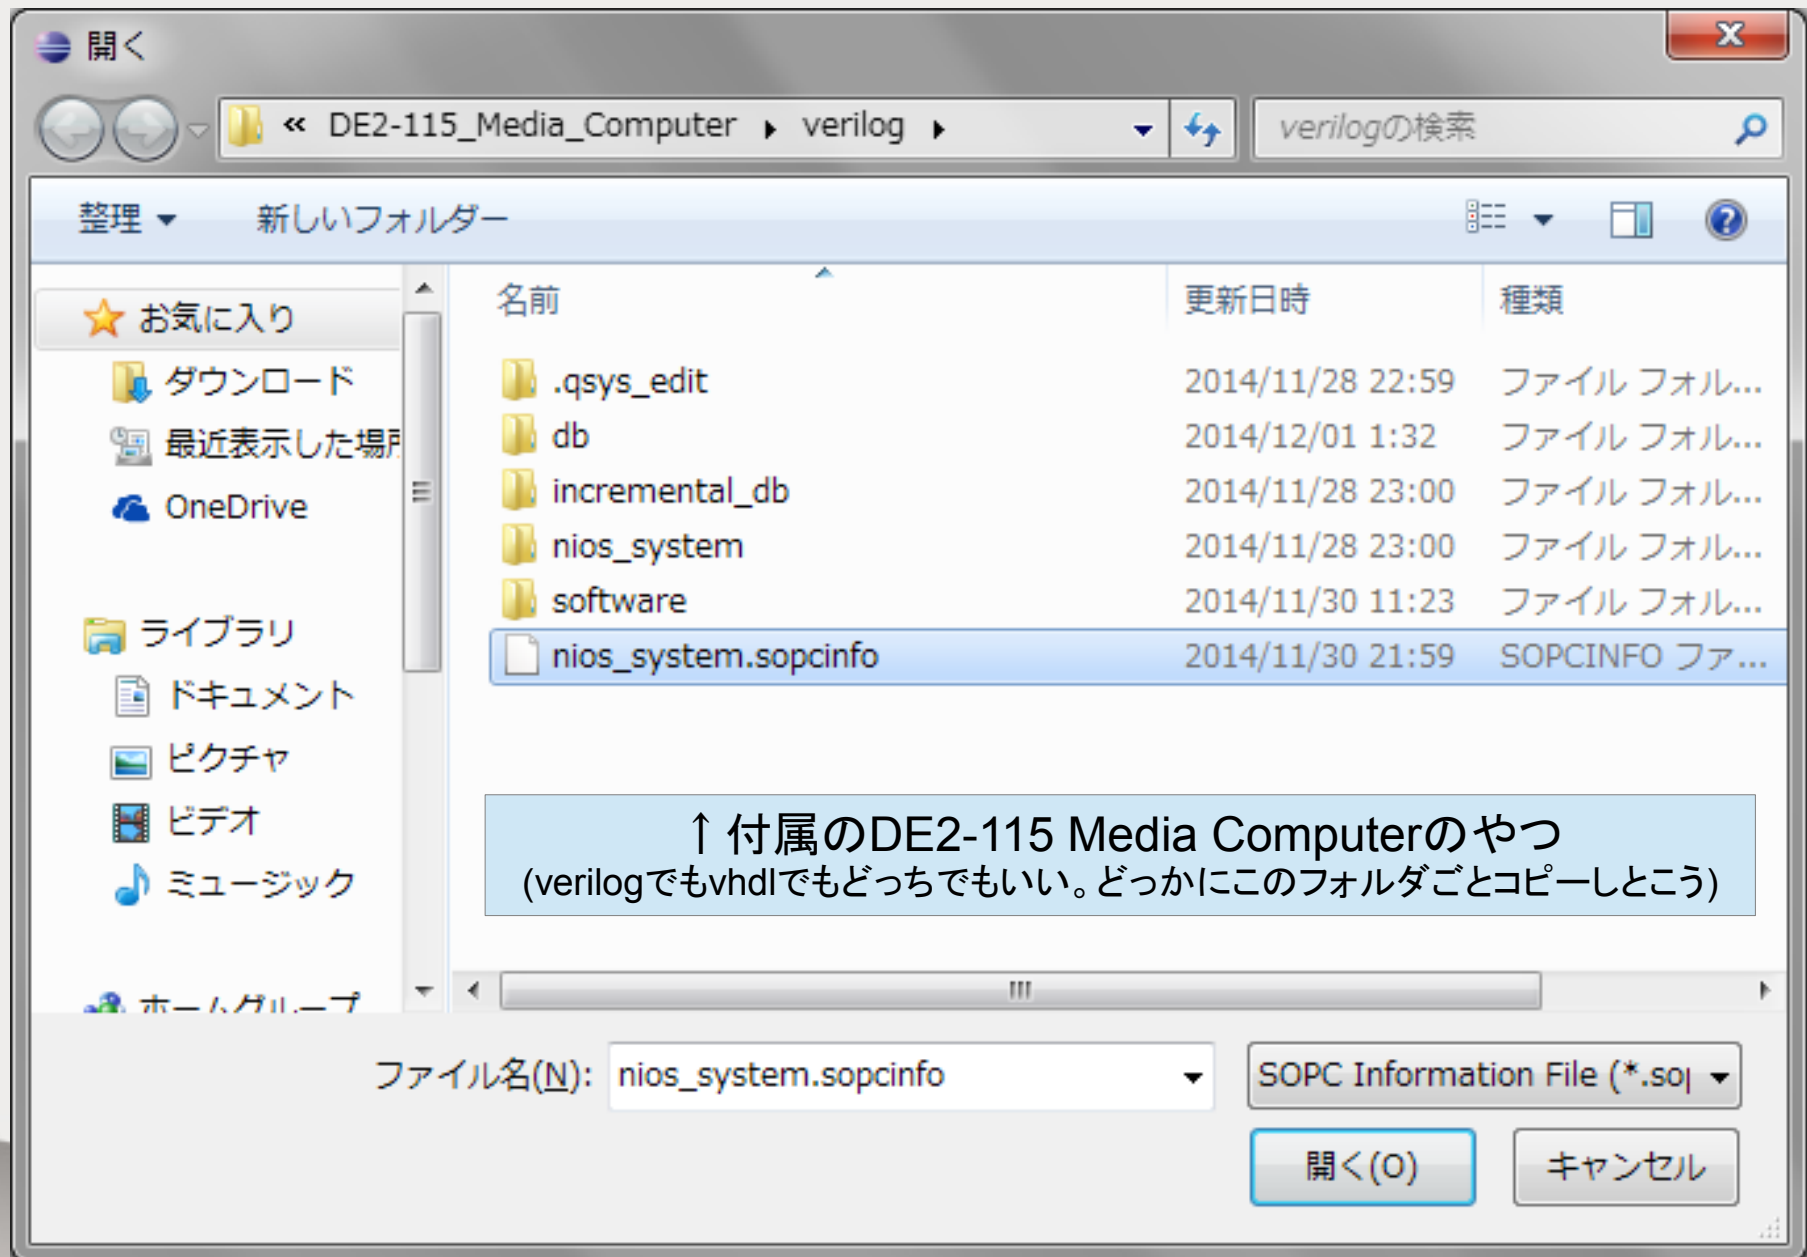 開く
« DE2-115_Media_Computer ▸ verilog ▸
verilogの検索
整理 ▼ 新しいフォルダー
名前 更新日時 種類
お気に入り
ダウンロード
最近表示した場所
OneDrive
ライブラリ
ドキュメント
ピクチャ
ビデオ
ミュージック
ホームグループ
.qsys_edit 2014/11/28 22:59 ファイル フォル...
db 2014/12/01 1:32 ファイル フォル...
incremental_db 2014/11/28 23:00 ファイル フォル...
nios_system 2014/11/28 23:00 ファイル フォル...
software 2014/11/30 11:23 ファイル フォル...
nios_system.sopcinfo 2014/11/30 21:59 SOPCINFO ファ...
↑付属のDE2-115 Media Computerのやつ
(verilogでもvhdlでもどっちでもいい。どっかにこのフォルダごとコピーしとこう)
ファイル名(N): nios_system.sopcinfo
SOPC Information File (*.sop
開く(O) キャンセル